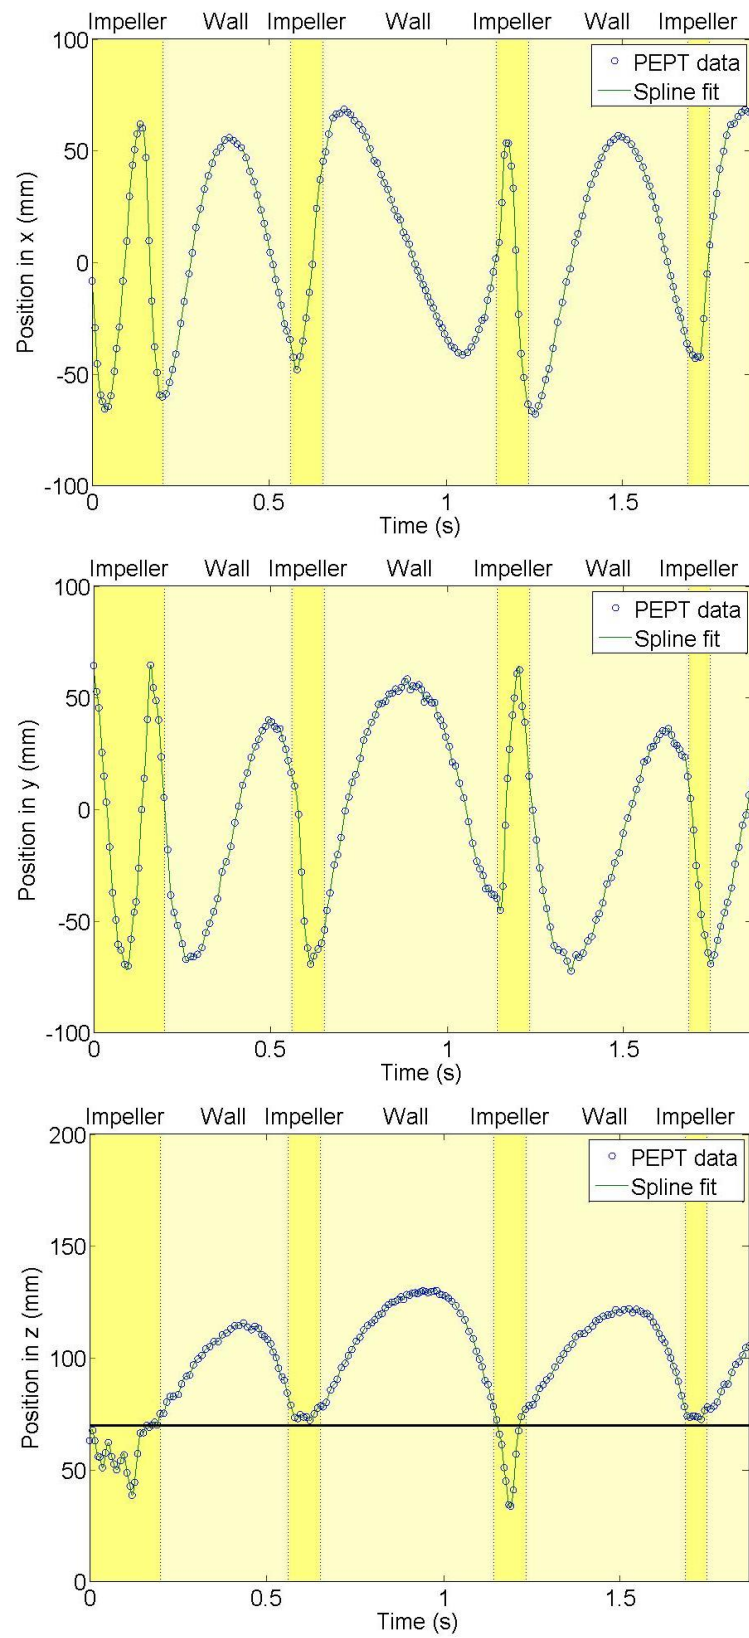 Impeller Wall Impeller Wall Impeller Wall Impeller
100
PEPT data
Spline fit
50
Position in x (mm)
0
-50
-100
0 0.5 1 1.5
Time (s)
Impeller Wall Impeller Wall Impeller Wall Impeller
100
PEPT data
Spline fit
50
Position in y (mm)
0
-50
-100
0 0.5 1 1.5
Time (s)
Impeller Wall Impeller Wall Impeller Wall Impeller
200
PEPT data
Spline fit
150
Position in z (mm)
100
50
0
0 0.5 1 1.5
Time (s)